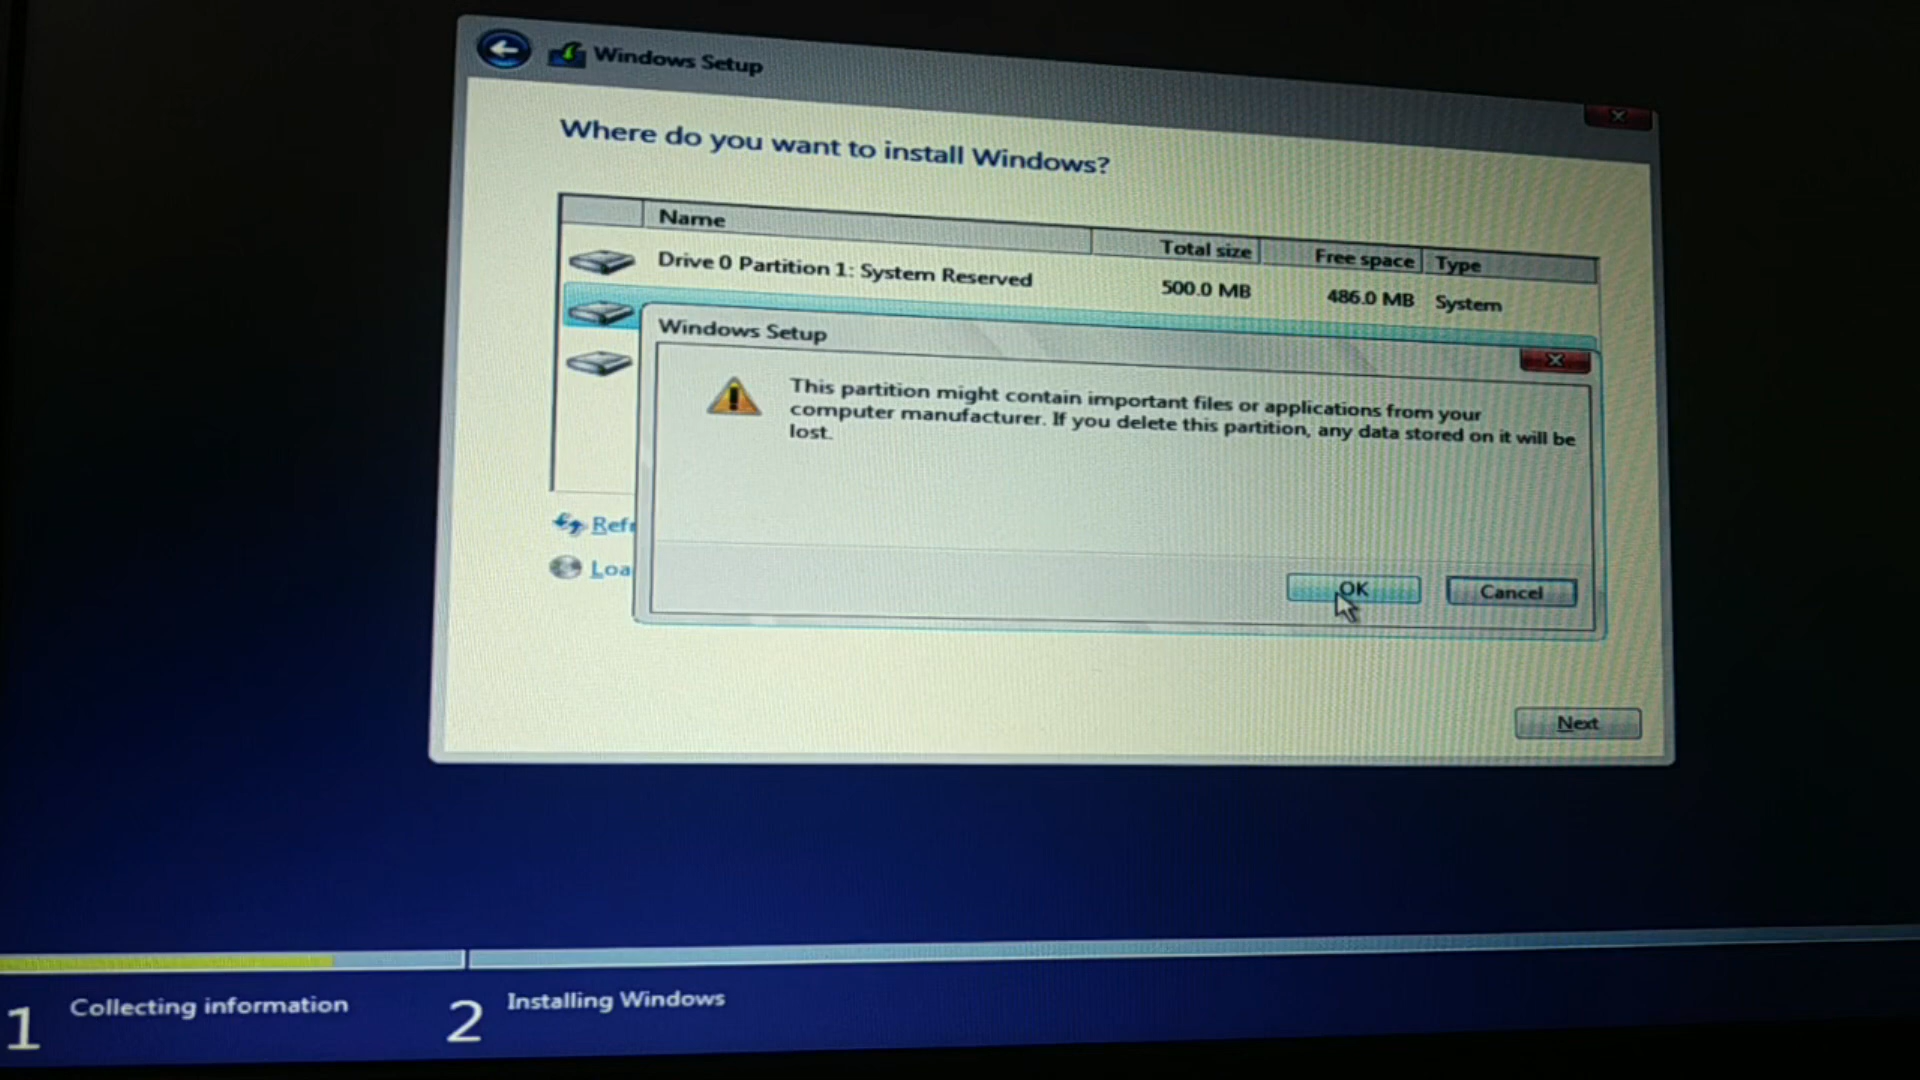 Windows Setup
Where do you want to install Windows?
Name Total size Free space Type
Drive 0 Partition 1: System Reserved 500.0 MB 486.0 MB System
Windows Setup
This partition might contain important files or applications from your
computer manufacturer. If you delete this partition, any data stored on it will be
lost.
OK Cancel
Next
1 Collecting information 2 Installing Windows